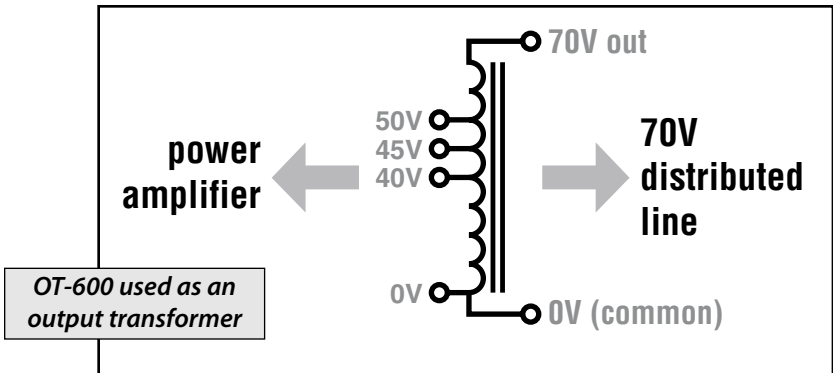 70V out
50V
45V
40V
power
amplifier
70V
distributed
line
0V
0V (common)
OT-600 used as an
output transformer